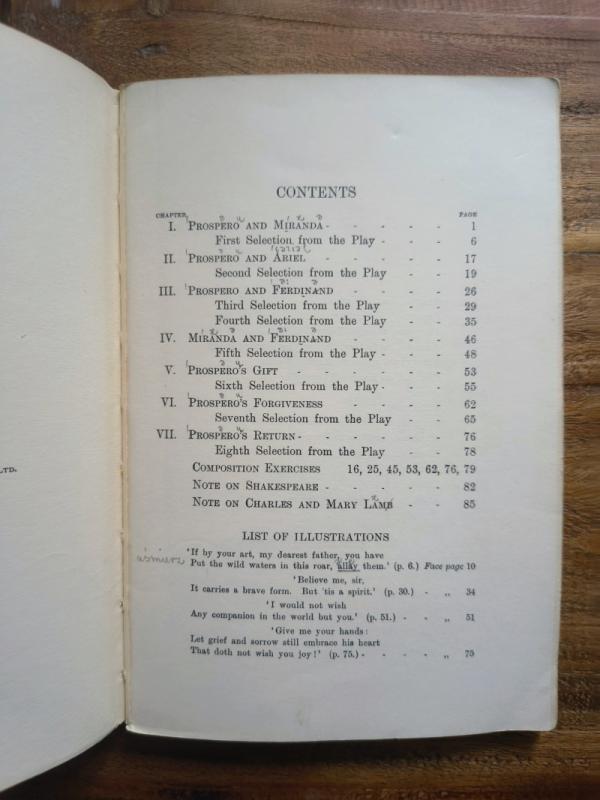 LTD.
CONTENTS
CHAPTER PAGE
I. PROSPERO AND MIRANDA - - - - - 1
First Selection from the Play - - - 6
II. PROSPERO AND ARIEL - - - - - 17
Second Selection from the Play - - 19
III. PROSPERO AND FERDINAND - - - - 26
Third Selection from the Play - - 29
Fourth Selection from the Play - - 35
IV. MIRANDA AND FERDINAND - - - - 46
Fifth Selection from the Play - - - 48
V. PROSPERO'S GIFT - - - - - - 53
Sixth Selection from the Play - - - 55
VI. PROSPERO'S FORGIVENESS - - - - 62
Seventh Selection from the Play - - 65
VII. PROSPERO'S RETURN - - - - - 76
Eighth Selection from the Play - - 78
COMPOSITION EXERCISES 16, 25, 45, 53, 62, 76, 79
NOTE ON SHAKESPEARE - - - - - 82
NOTE ON CHARLES AND MARY LAMB - - 85
LIST OF ILLUSTRATIONS
'If by your art, my dearest father, you have
Put the wild waters in this roar, allay them.' (p. 6.) Face page 10
'Believe me, sir,
It carries a brave form. But 'tis a spirit.' (p. 30.) - „ 34
'I would not wish
Any companion in the world but you.' (p. 51.) - - „ 51
'Give me your hands:
Let grief and sorrow still embrace his heart
That doth not wish you joy!' (p. 75.) - - - - „ 75